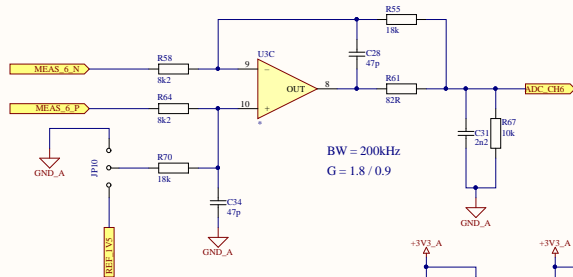 R55
18k
R58
U3C
C28
47p
R61
MEAS_6_N
9
8
OUT
ADC_CH6
8k2
82R
R64
MEAS_6_P
10
8k2
C31
2n2
R67
10k
BW = 200kHz
G = 1.8 / 0.9
GND_A
JP10
R70
18k
C34
47p
GND_A
GND_A
REF_1V5
+3V3_A
+3V3_A